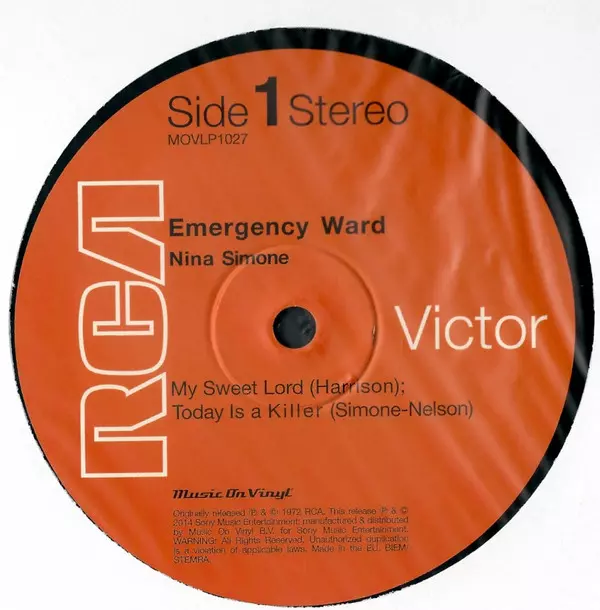 Side 1 Stereo
MOVLP1027
RCA
Emergency Ward
Nina Simone
Victor
My Sweet Lord (Harrison);
Today Is a Killer (Simone-Nelson)
Music On Vinyl
Originally released ℗ & © 1972 RCA. This release ℗ & ©
2014 Sony Music Entertainment; manufactured & distributed
by Music On Vinyl B.V. for Sony Music Entertainment.
WARNING: All Rights Reserved. Unauthorized duplication
is a violation of applicable laws. Made in the EU. BIEM/
STEMRA.